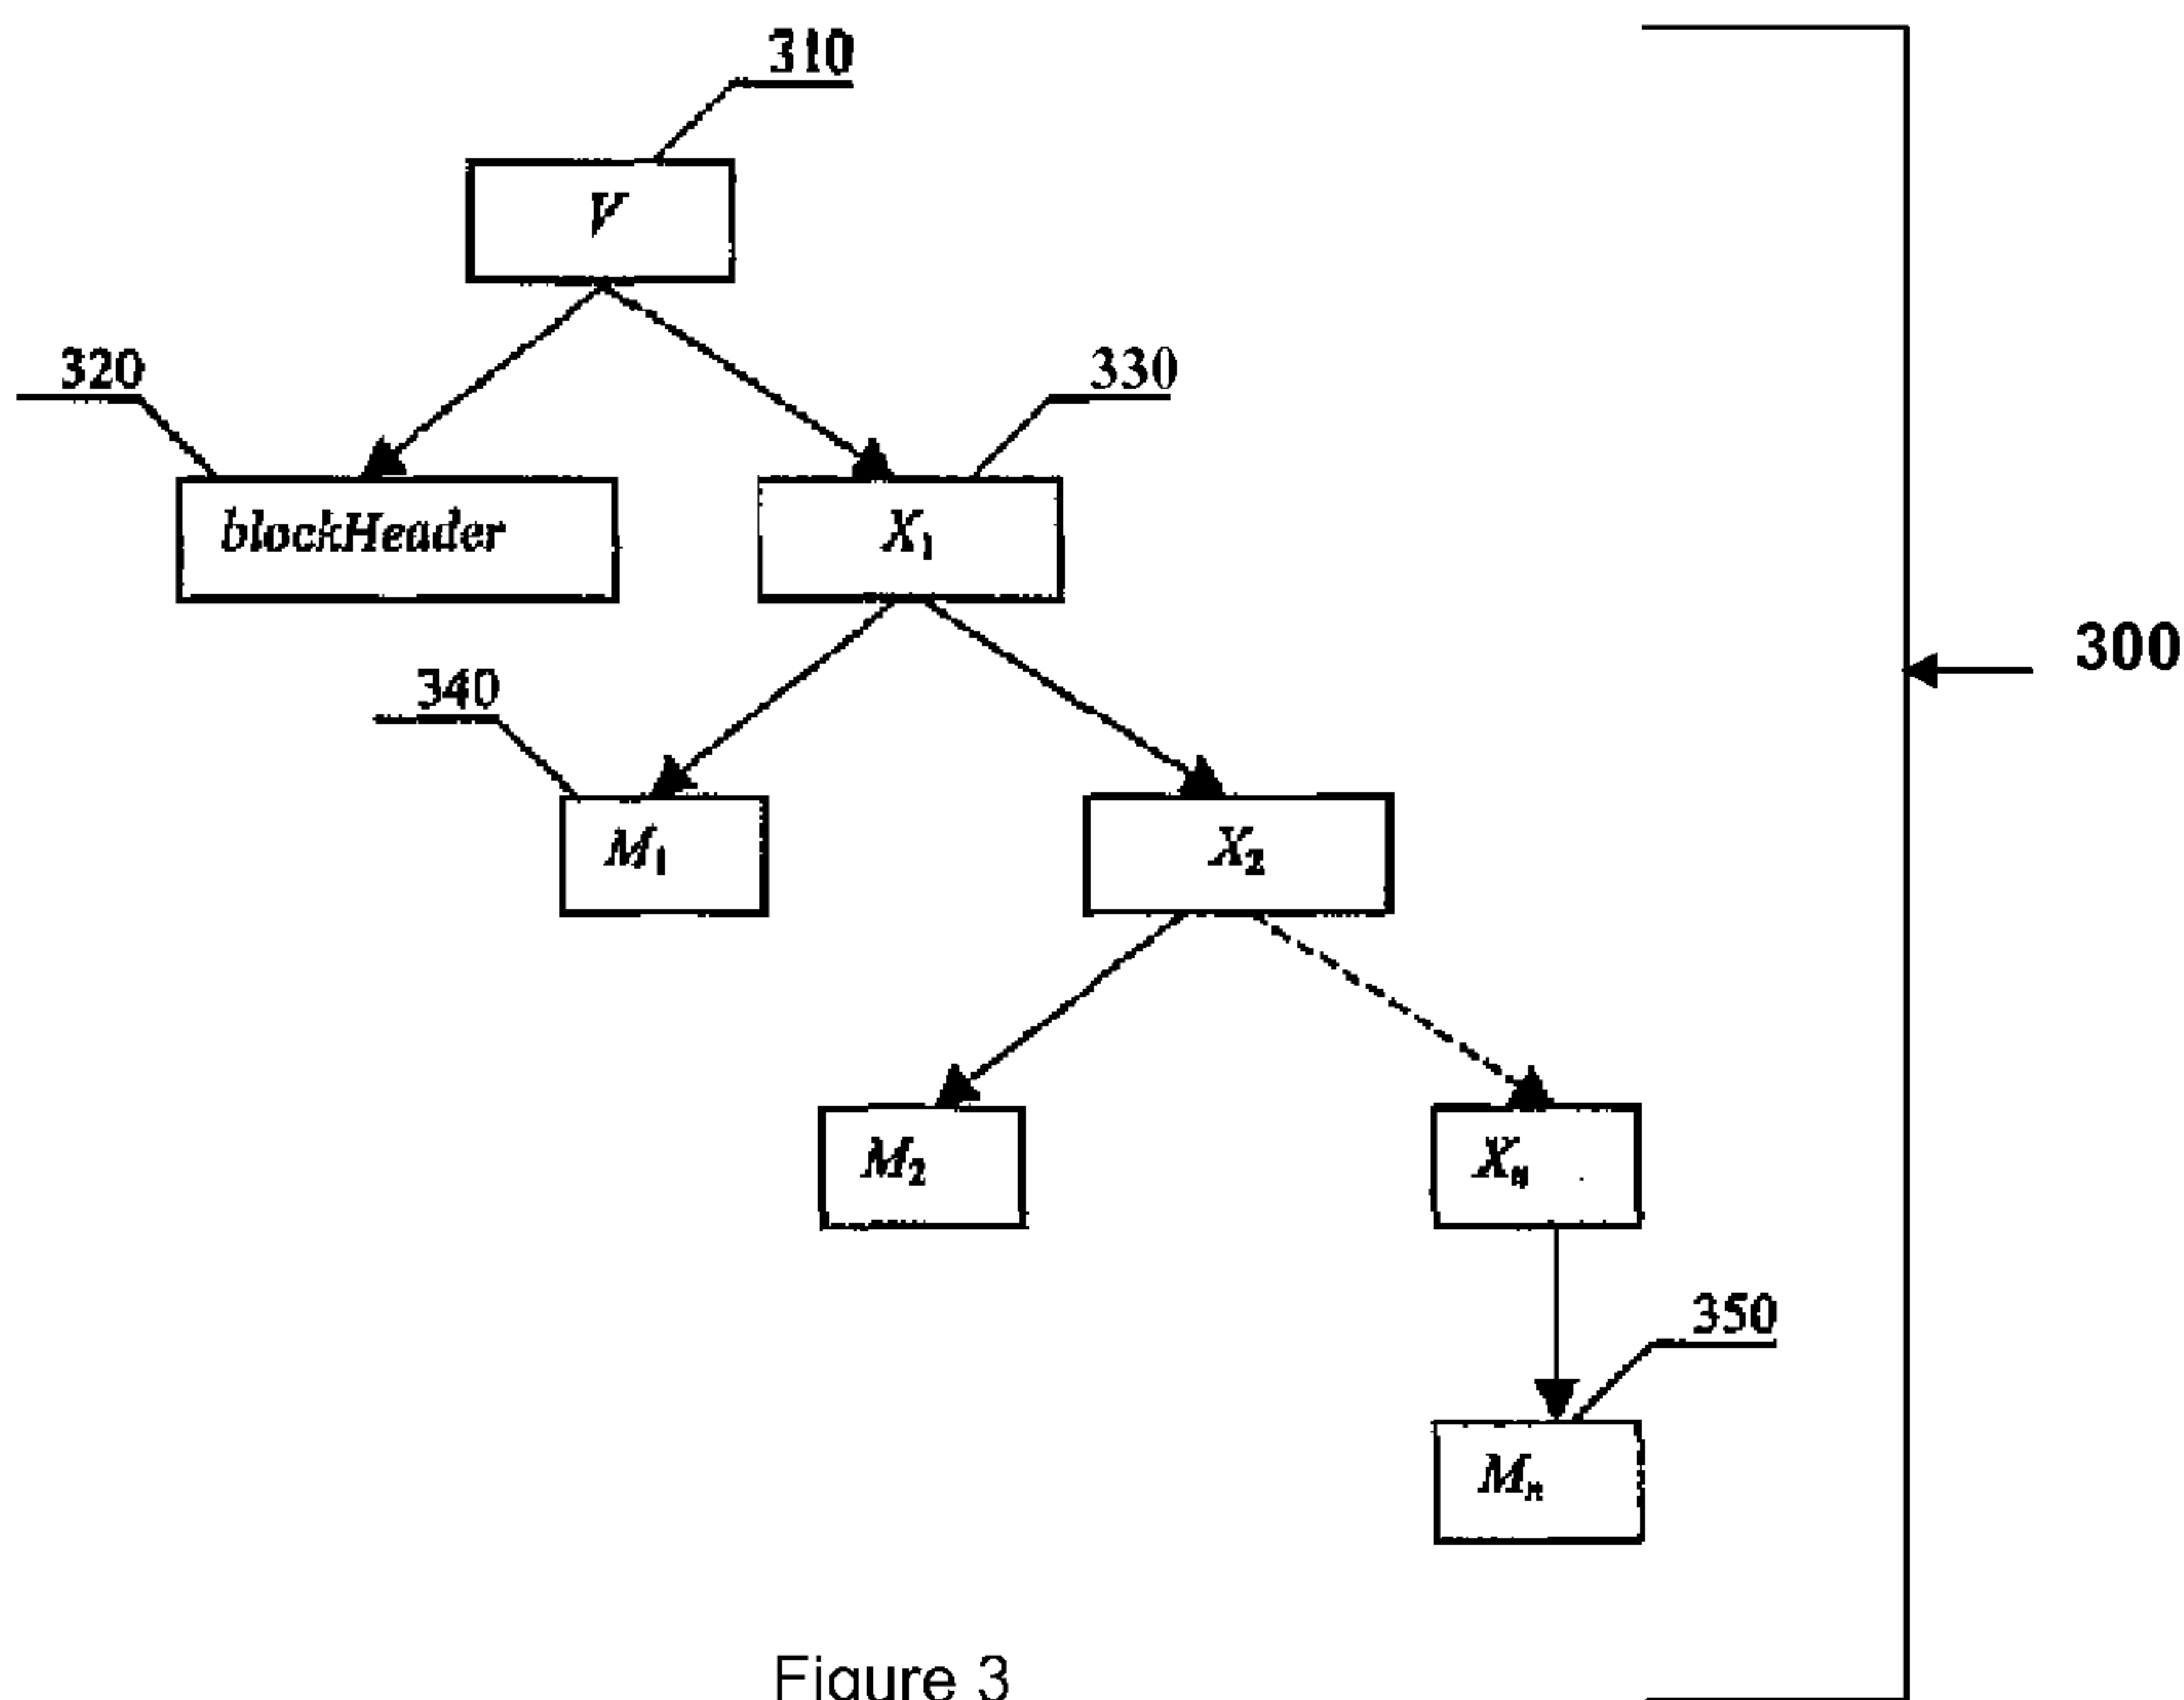 310
V
320
330
blockHeader
X1
300
340
M1
X2
M2
Xn
350
Mn
Figure 3